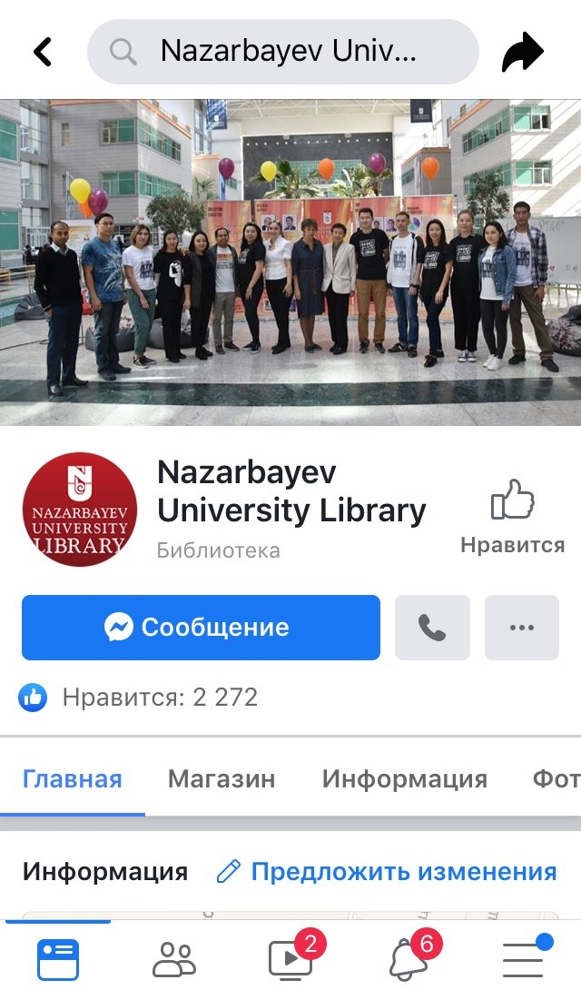 Nazarbayev Univ...
NAZARBAYEV
UNIVERSITY
LIBRARY
Nazarbayev
University Library
Библиотека
Нравится
Сообщение
Нравится: 2 272
Главная
Магазин
Информация
Фот
Информация
Предложить изменения
2
6